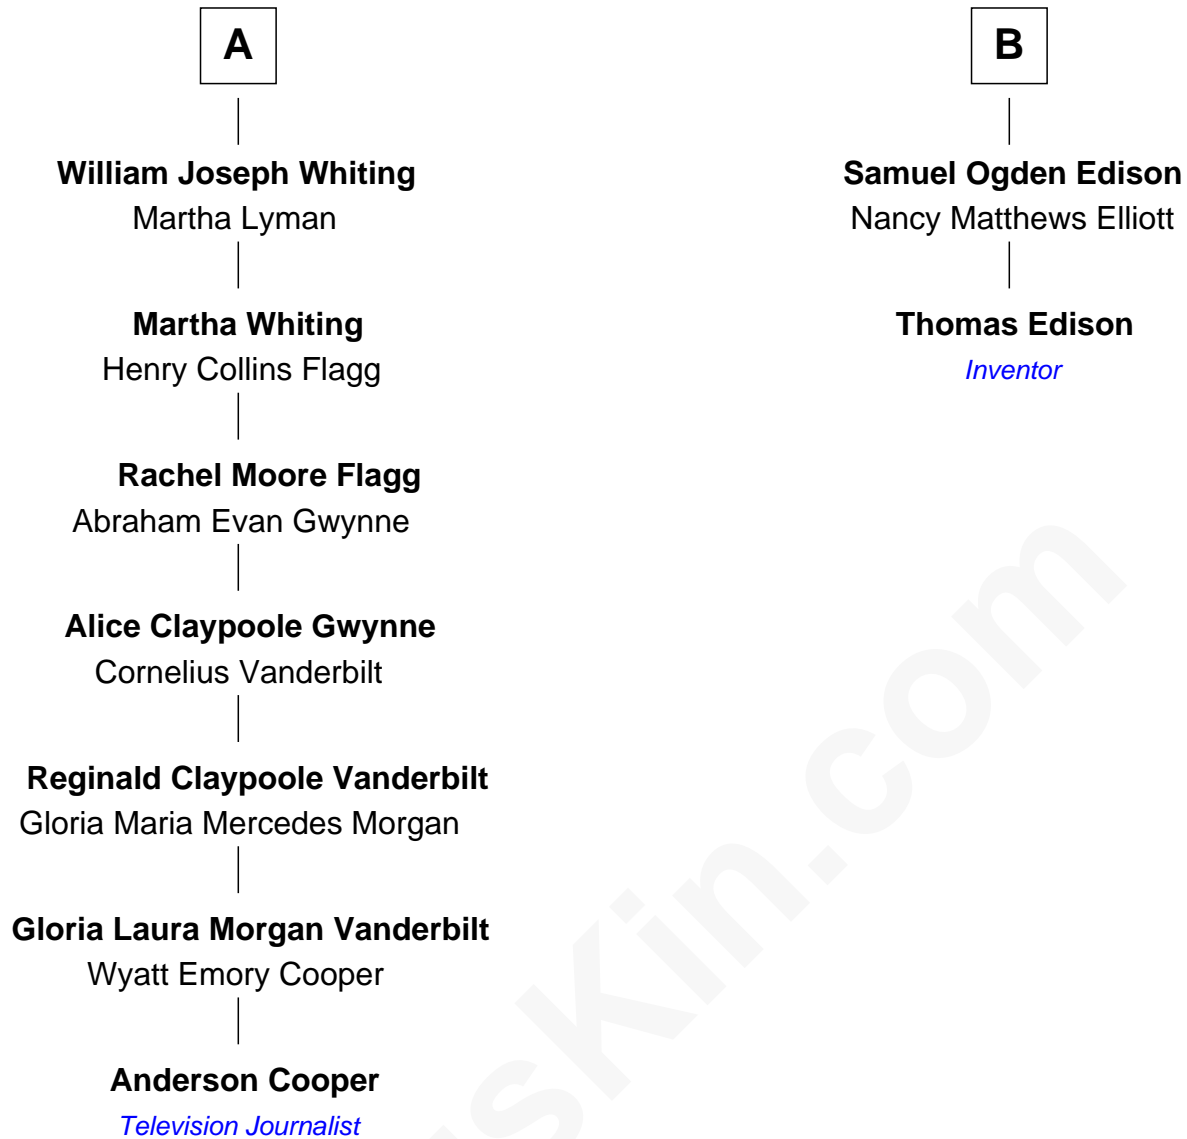 A
William Joseph Whiting
Martha Lyman
Martha Whiting
Henry Collins Flagg
Rachel Moore Flagg
Abraham Evan Gwynne
Alice Claypoole Gwynne
Cornelius Vanderbilt
Reginald Claypoole Vanderbilt
Gloria Maria Mercedes Morgan
Gloria Laura Morgan Vanderbilt
Wyatt Emory Cooper
Anderson Cooper
Television Journalist
B
Samuel Ogden Edison
Nancy Matthews Elliott
Thomas Edison
Inventor
sKin.com